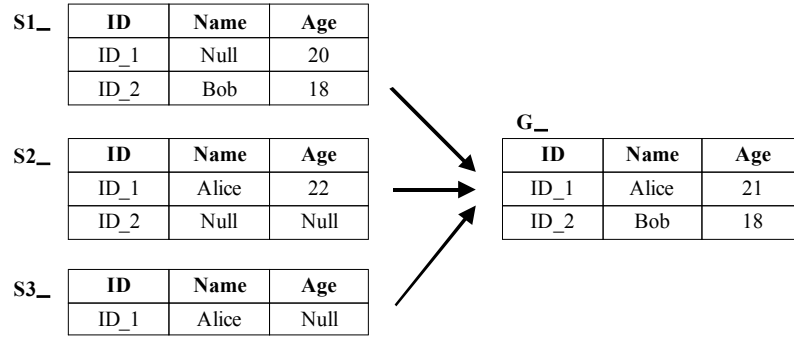 S1_
ID Name Age
ID_1 Null 20
ID_2 Bob 18
S2_
ID Name Age
ID_1 Alice 22
ID_2 Null Null
S3_
ID Name Age
ID_1 Alice Null
G_
ID Name Age
ID_1 Alice 21
ID_2 Bob 18